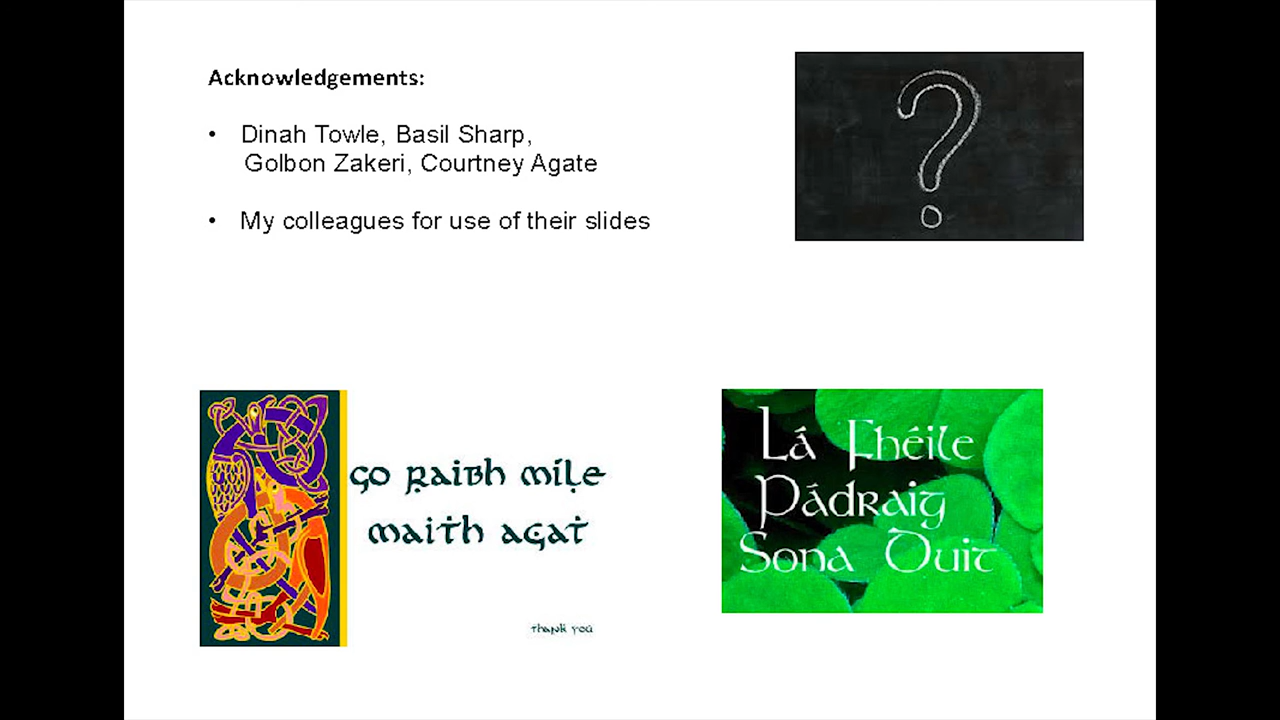 Acknowledgements:
• Dinah Towle, Basil Sharp,
Golbon Zakeri, Courtney Agate
• My colleagues for use of their slides
?
go raibh míle
maith agat
thank you
Lá Fhéile
Pádraig
Sona Duit